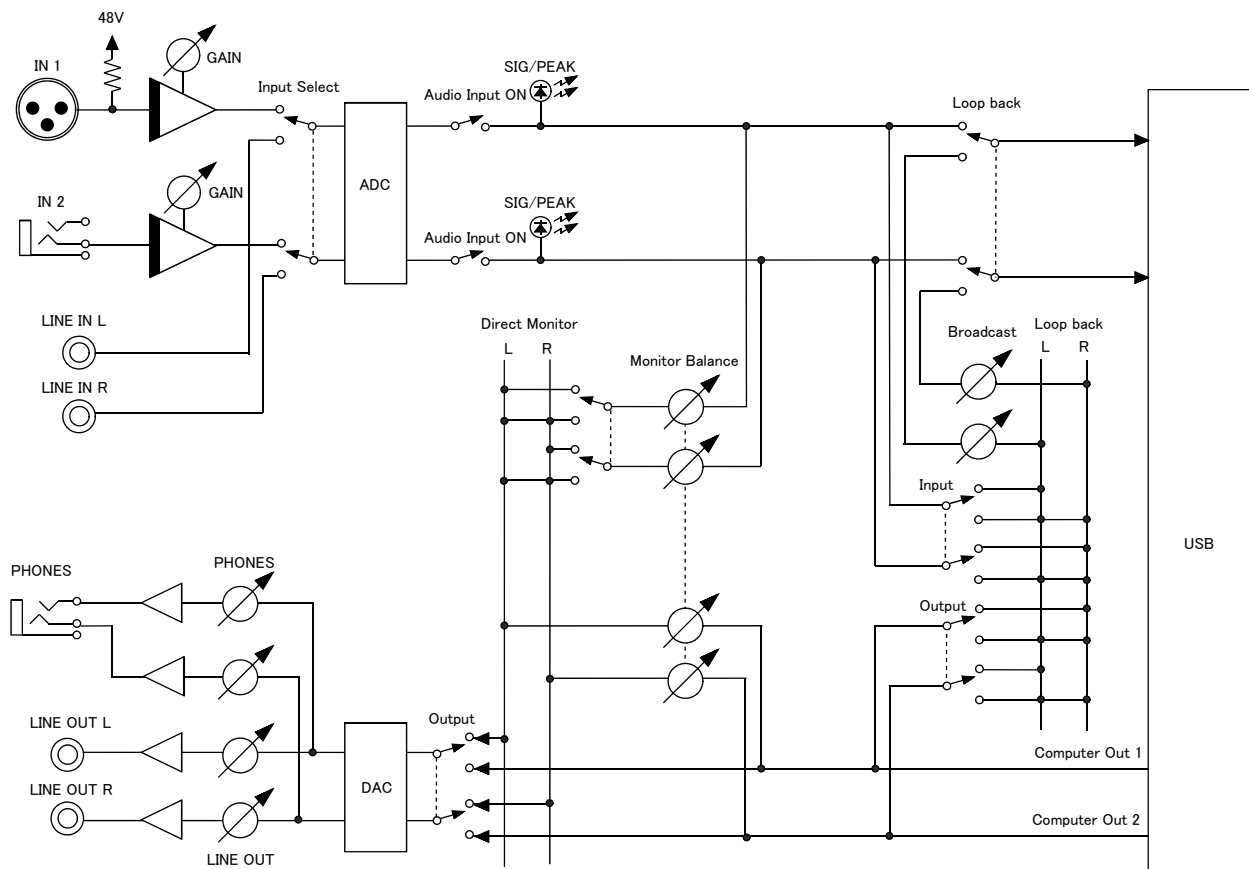 48V
IN 1
GAIN
Input Select
SIG/PEAK
Audio Input ON
Loop back
ADC
IN 2
GAIN
SIG/PEAK
Audio Input ON
LINE IN L
LINE IN R
Direct Monitor
L R
Monitor Balance
Broadcast
Loop back
L R
Input
USB
Output
PHONES
PHONES
LINE OUT L
LINE OUT R
LINE OUT
DAC
Output
Computer Out 1
Computer Out 2